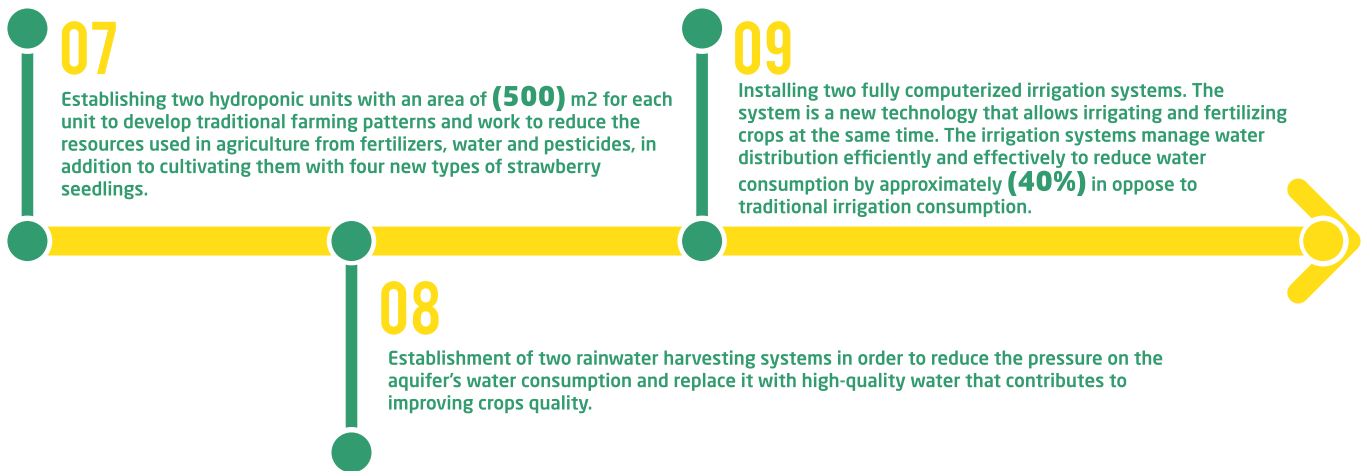 07
Establishing two hydroponic units with an area of (500) m2 for each
unit to develop traditional farming patterns and work to reduce the
resources used in agriculture from fertilizers, water and pesticides, in
addition to cultivating them with four new types of strawberry
seedlings.
08
Establishment of two rainwater harvesting systems in order to reduce the pressure on the
aquifer's water consumption and replace it with high-quality water that contributes to
improving crops quality.
09
Installing two fully computerized irrigation systems. The
system is a new technology that allows irrigating and fertilizing
crops at the same time. The irrigation systems manage water
distribution efficiently and effectively to reduce water
consumption by approximately (40%) in oppose to
traditional irrigation consumption.